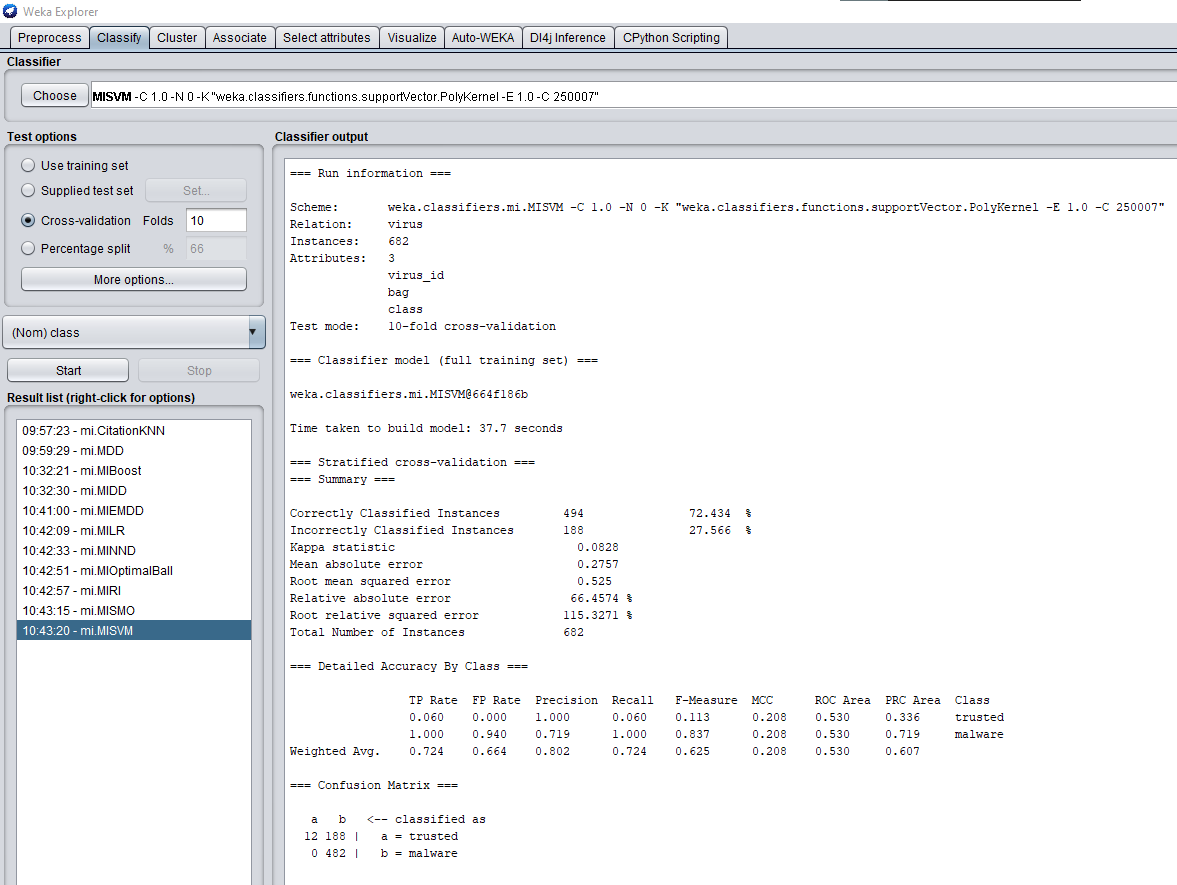 Weka Explorer
Preprocess Classify Cluster Associate Select attributes Visualize Auto-WEKA Dl4j Inference CPython Scripting
Classifier
Choose MISVM -C 1.0 -N 0 -K "weka.classifiers.functions.supportVector.PolyKernel -E 1.0 -C 250007"
Test options
Use training set
Supplied test set Set...
Cross-validation Folds 10
Percentage split % 66
More options...
(Nom) class
Start Stop
Result list (right-click for options)
09:57:23 - mi.CitationKNN
09:59:29 - mi.MDD
10:32:21 - mi.MIBoost
10:32:30 - mi.MIDD
10:41:00 - mi.MIEMDD
10:42:09 - mi.MILR
10:42:33 - mi.MINND
10:42:51 - mi.MIOptimalBall
10:42:57 - mi.MIRI
10:43:15 - mi.MISMO
10:43:20 - mi.MISVM
Classifier output
=== Run information ===
Scheme: weka.classifiers.mi.MISVM -C 1.0 -N 0 -K "weka.classifiers.functions.supportVector.PolyKernel -E 1.0 -C 250007"
Relation: virus
Instances: 682
Attributes: 3
virus_id
bag
class
Test mode: 10-fold cross-validation
=== Classifier model (full training set) ===
weka.classifiers.mi.MISVM@664f186b
Time taken to build model: 37.7 seconds
=== Stratified cross-validation ===
=== Summary ===
Correctly Classified Instances 494 72.434 %
Incorrectly Classified Instances 188 27.566 %
Kappa statistic 0.0828
Mean absolute error 0.2757
Root mean squared error 0.525
Relative absolute error 66.4574 %
Root relative squared error 115.3271 %
Total Number of Instances 682
=== Detailed Accuracy By Class ===
TP Rate FP Rate Precision Recall F-Measure MCC ROC Area PRC Area Class
0.060 0.000 1.000 0.060 0.113 0.208 0.530 0.336 trusted
1.000 0.940 0.719 1.000 0.837 0.208 0.530 0.719 malware
Weighted Avg. 0.724 0.664 0.802 0.724 0.625 0.208 0.530 0.607
=== Confusion Matrix ===
a b <-- classified as
12 188 | a = trusted
0 482 | b = malware